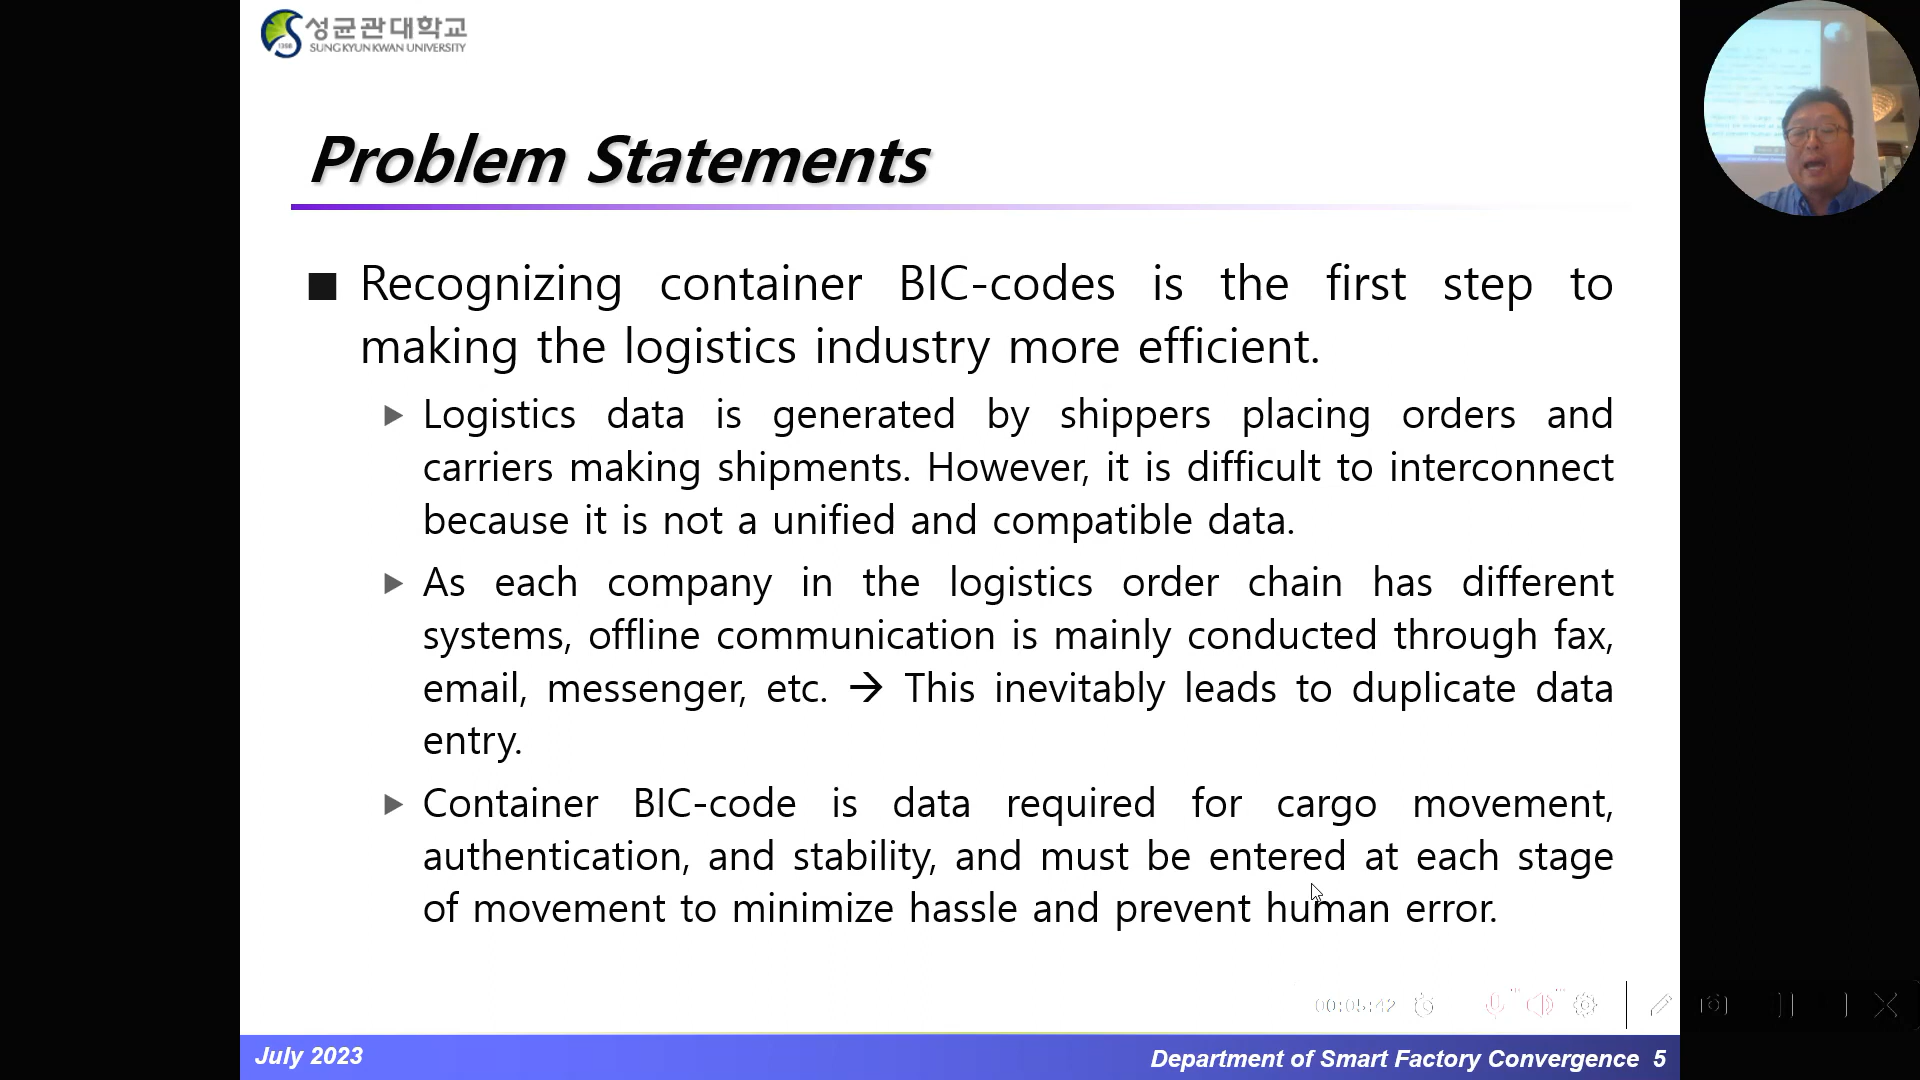 성균관대학교
1398
SUNGKYUNKWAN UNIVERSITY
Problem Statements
Recognizing container BIC-codes is the first step to
making the logistics industry more efficient.
Logistics data is generated by shippers placing orders and
carriers making shipments. However, it is difficult to interconnect
because it is not a unified and compatible data.
As each company in the logistics order chain has different
systems, offline communication is mainly conducted through fax,
email, messenger, etc. → This inevitably leads to duplicate data
entry.
Container BIC-code is data required for cargo movement,
authentication, and stability, and must be entered at each stage
of movement to minimize hassle and prevent human error.
00:05:42
July 2023
Department of Smart Factory Convergence 5